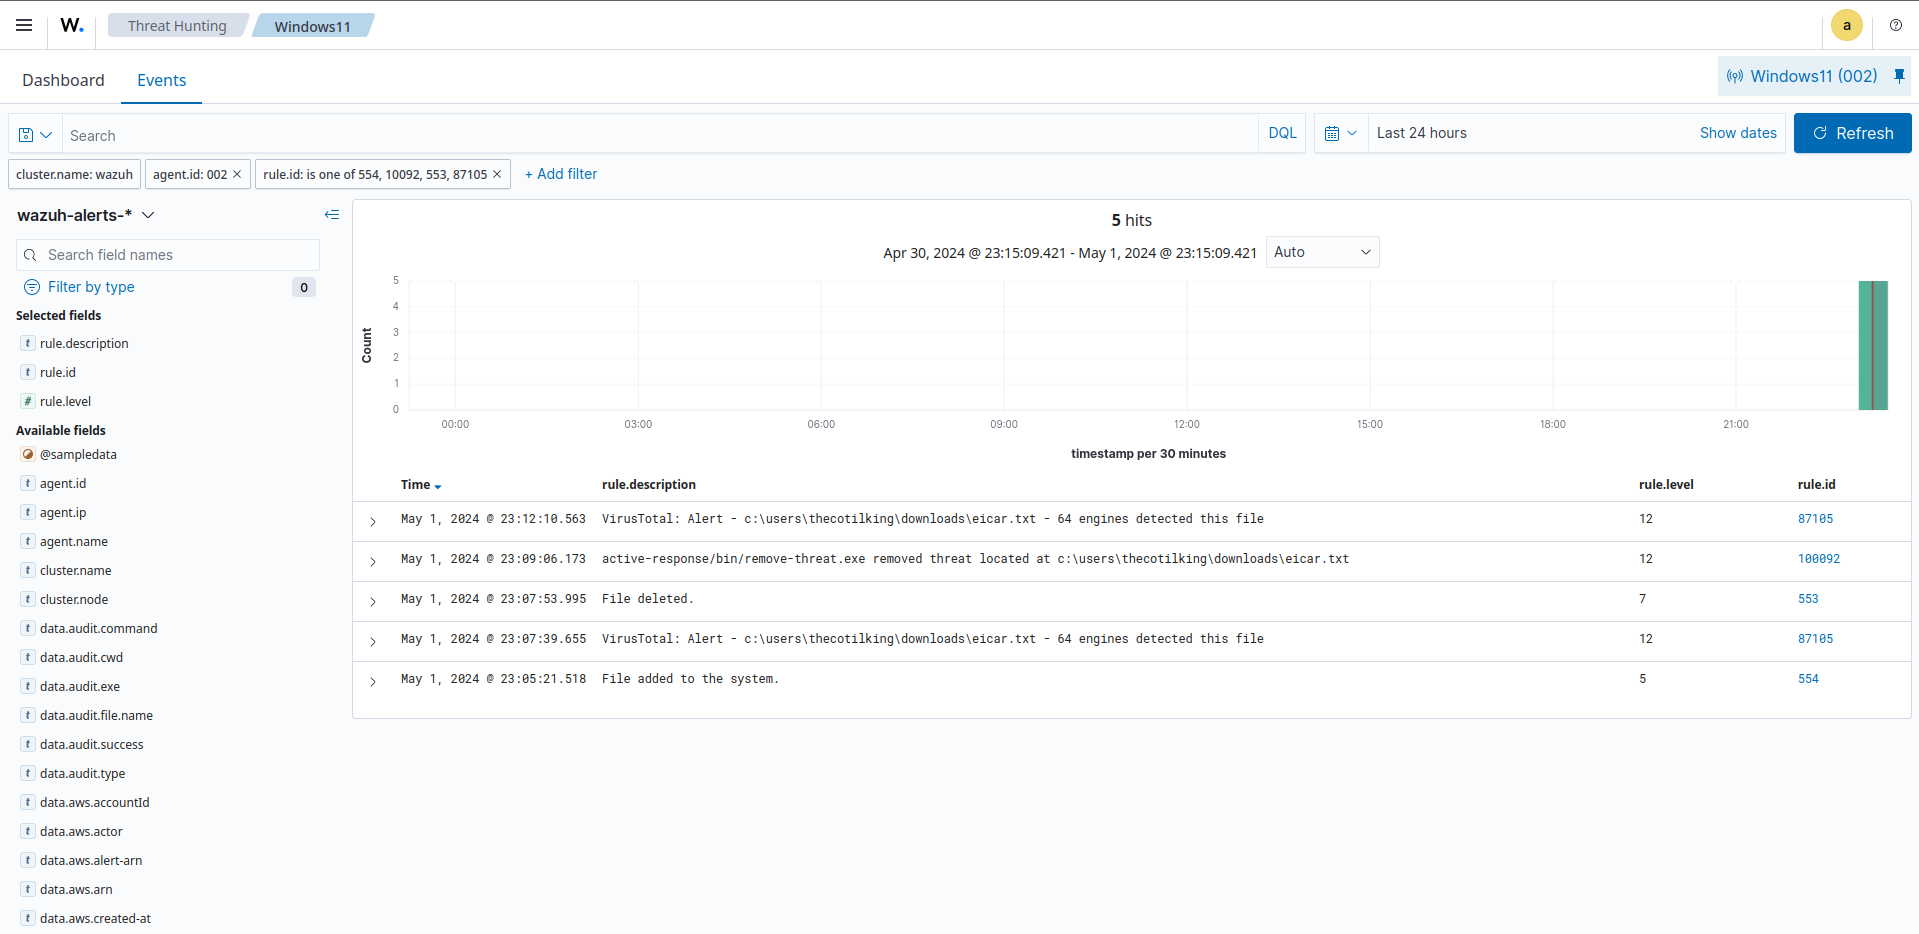 W.
Threat Hunting
Windows11
a
Dashboard
Events
Windows11 (002)
Search
DQL
Last 24 hours
Show dates
Refresh
cluster.name: wazuh
agent.id: 002 ×
rule.id: is one of 554, 10092, 553, 87105 ×
+ Add filter
wazuh-alerts-*
Search field names
Filter by type
0
Selected fields
t rule.description
t rule.id
# rule.level
Available fields
@sampledata
t agent.id
t agent.ip
t agent.name
t cluster.name
t cluster.node
t data.audit.command
t data.audit.cwd
t data.audit.exe
t data.audit.file.name
t data.audit.success
t data.audit.type
t data.aws.accountId
t data.aws.actor
t data.aws.alert-arn
t data.aws.arn
t data.aws.created-at
5 hits
Apr 30, 2024 @ 23:15:09.421 - May 1, 2024 @ 23:15:09.421
Auto
Count
5
4
3
2
1
0
00:00 03:00 06:00 09:00 12:00 15:00 18:00 21:00
timestamp per 30 minutes
Time rule.description rule.level rule.id
May 1, 2024 @ 23:12:10.563 VirusTotal: Alert - c:\users\thecotilking\downloads\eicar.txt - 64 engines detected this file 12 87105
May 1, 2024 @ 23:09:06.173 active-response/bin/remove-threat.exe removed threat located at c:\users\thecotilking\downloads\eicar.txt 12 100092
May 1, 2024 @ 23:07:53.995 File deleted. 7 553
May 1, 2024 @ 23:07:39.655 VirusTotal: Alert - c:\users\thecotilking\downloads\eicar.txt - 64 engines detected this file 12 87105
May 1, 2024 @ 23:05:21.518 File added to the system. 5 554